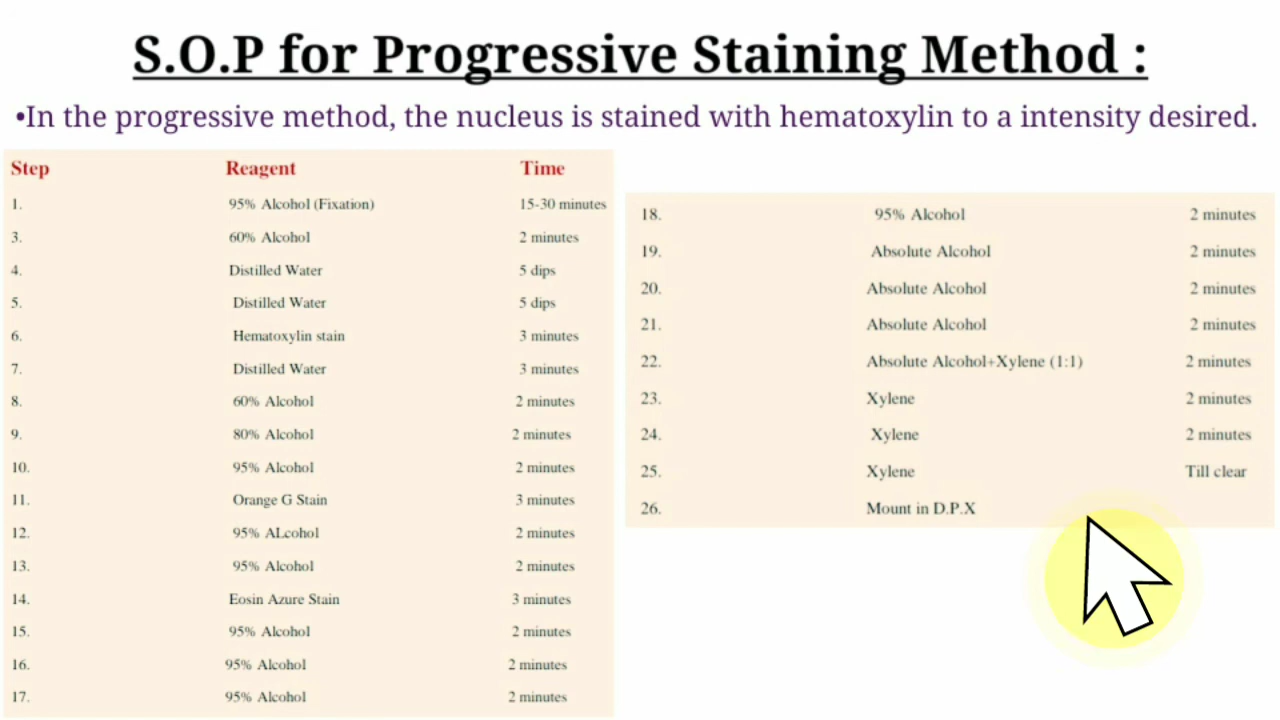 S.O.P for Progressive Staining Method :
•In the progressive method, the nucleus is stained with hematoxylin to a intensity desired.
Step Reagent Time
1. 95% Alcohol (Fixation) 15-30 minutes
3. 60% Alcohol 2 minutes
4. Distilled Water 5 dips
5. Distilled Water 5 dips
6. Hematoxylin stain 3 minutes
7. Distilled Water 3 minutes
8. 60% Alcohol 2 minutes
9. 80% Alcohol 2 minutes
10. 95% Alcohol 2 minutes
11. Orange G Stain 3 minutes
12. 95% ALcohol 2 minutes
13. 95% Alcohol 2 minutes
14. Eosin Azure Stain 3 minutes
15. 95% Alcohol 2 minutes
16. 95% Alcohol 2 minutes
17. 95% Alcohol 2 minutes
18. 95% Alcohol 2 minutes
19. Absolute Alcohol 2 minutes
20. Absolute Alcohol 2 minutes
21. Absolute Alcohol 2 minutes
22. Absolute Alcohol+Xylene (1:1) 2 minutes
23. Xylene 2 minutes
24. Xylene 2 minutes
25. Xylene Till clear
26. Mount in D.P.X